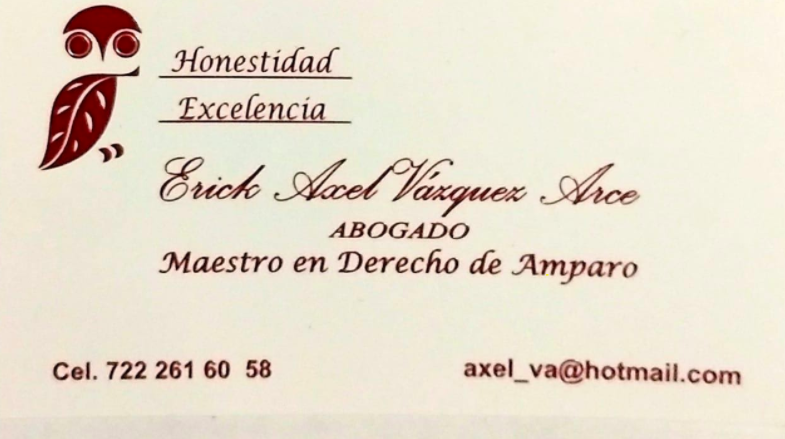 Honestidad
Excelencia
Erick Axel Vázquez Arce
ABOGADO
Maestro en Derecho de Amparo
Cel. 722 261 60 58
axel_va@hotmail.com